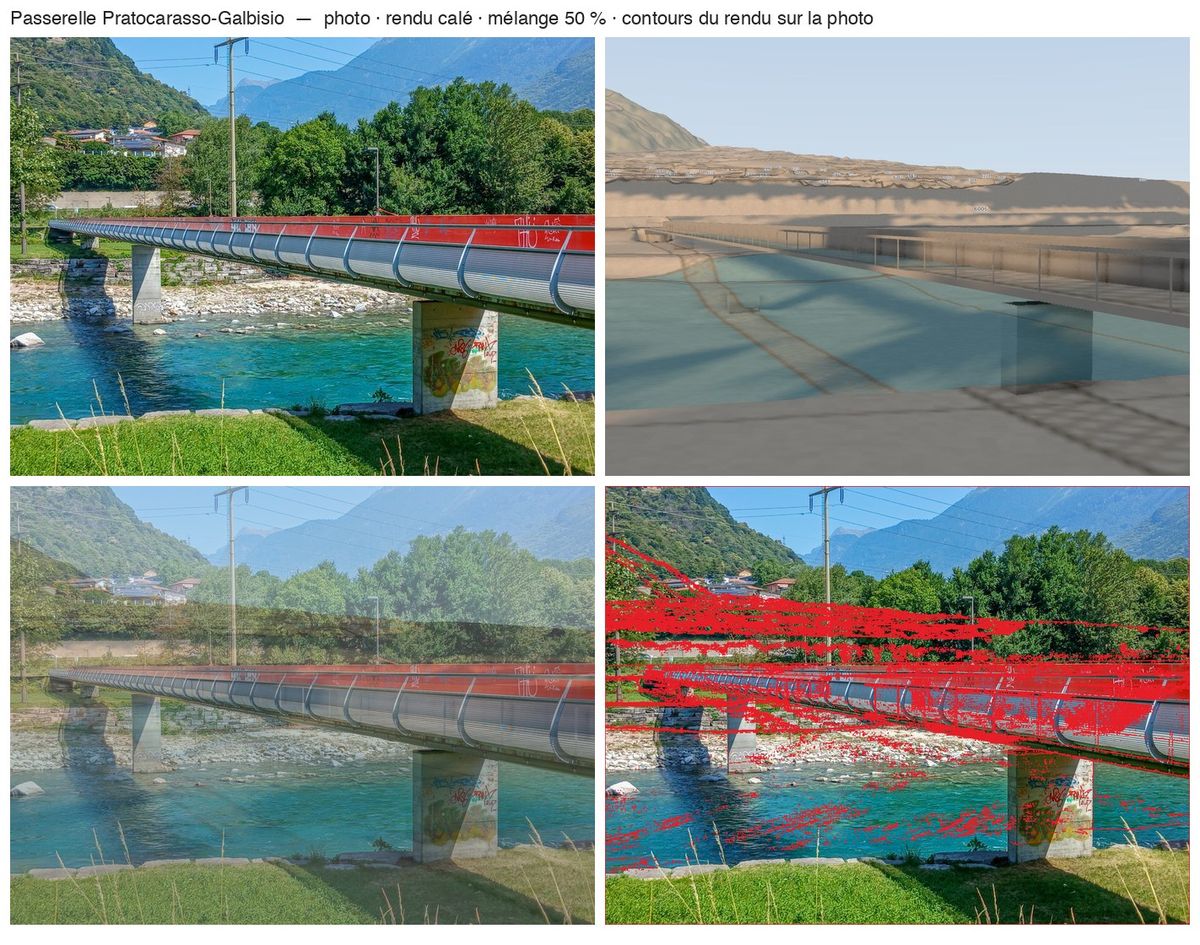 Passerelle Pratocarasso-Galbisio — photo · rendu calé · mélange 50 % · contours du rendu sur la photo